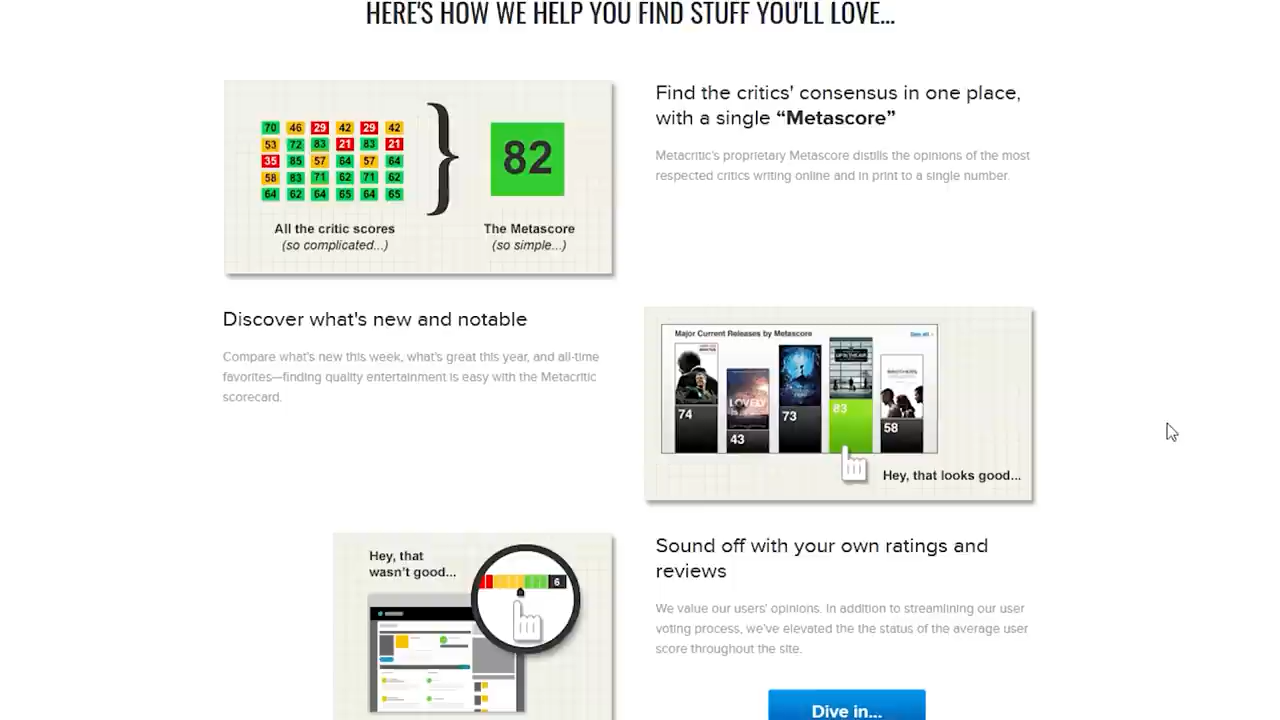 HERE'S HOW WE HELP YOU FIND STUFF YOU'LL LOVE...
70 46 29 42 29 42
53 72 83 21 83 21
35 85 57 64 57 64
58 83 71 62 71 62
64 62 64 65 64 65
}
82
All the critic scores
(so complicated...)
The Metascore
(so simple...)
Find the critics' consensus in one place,
with a single “Metascore”
Metacritic's proprietary Metascore distills the opinions of the most
respected critics writing online and in print to a single number.
Discover what's new and notable
Compare what's new this week, what's great this year, and all-time
favorites—finding quality entertainment is easy with the Metacritic
scorecard.
Major Current Releases by Metascore
See all
LOVELY
UP IN THE AIR
BROTHERS
74
43
73
83
58
Hey, that looks good...
Hey, that
wasn't good...
6
Sound off with your own ratings and
reviews
We value our users' opinions. In addition to streamlining our user
voting process, we've elevated the the status of the average user
score throughout the site.
Dive in...